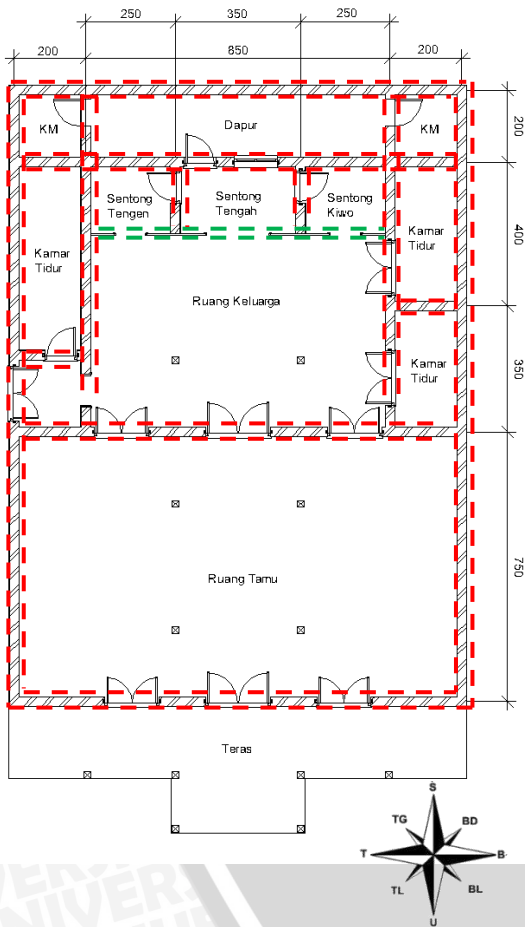 250 350 250
200 850 200
KM
Dapur
KM
200
Sentong
Tengen
Sentong
Tengah
Sentong
Kiwo
Kamar
Tidur
Kamar
Tidur
400
Ruang Keluarga
Kamar
Tidur
350
Ruang Tamu
750
Teras
S
TG BD
T B
TL BL
U